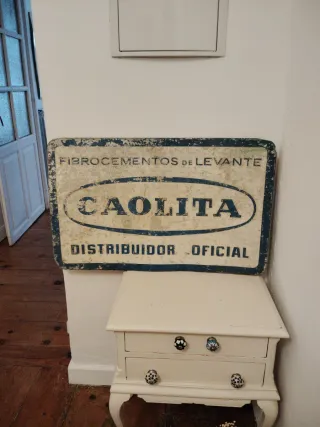 FIBROCEMENTOS DE LEVANTE
CAOLITA
DISTRIBUIDOR OFICIAL